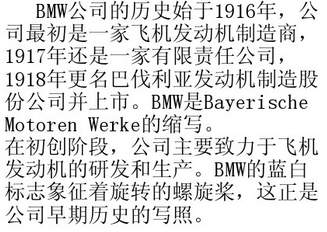 BMW公司的历史始于1916年，公
司最初是一家飞机发动机制造商，
1917年还是一家有限责任公司，
1918年更名巴伐利亚发动机制造股
份公司并上市。BMW是Bayerische
Motoren Werke的缩写。
在初创阶段，公司主要致力于飞机
发动机的研发和生产。BMW的蓝白
标志象征着旋转的螺旋桨，这正是
公司早期历史的写照。